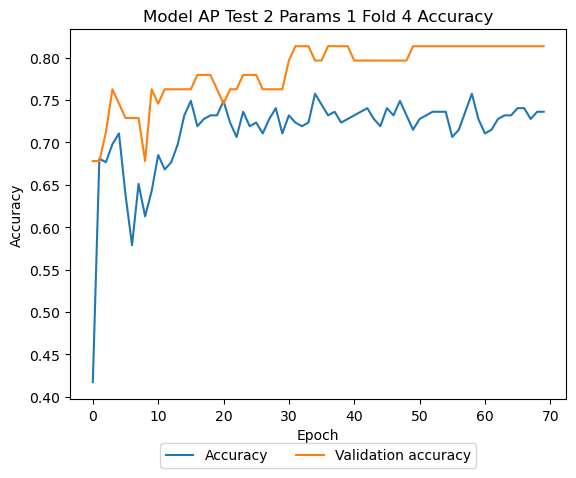 Model AP Test 2 Params 1 Fold 4 Accuracy
Accuracy
0.80
0.75
0.70
0.65
0.60
0.55
0.50
0.45
0.40
0 10 20 30 40 50 60 70
Epoch
Accuracy Validation accuracy